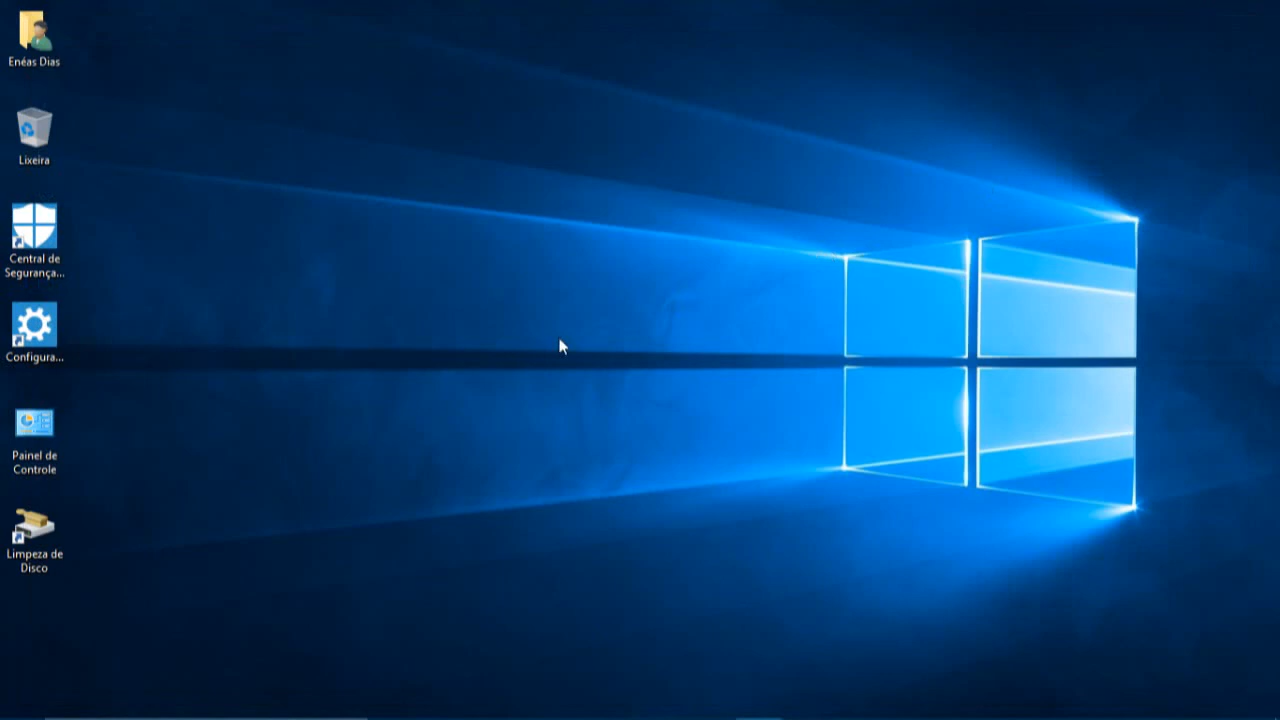 Enéas Dias
Lixeira
Central de
Segurança...
Configura...
Painel de
Controle
Limpeza de
Disco